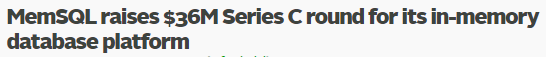 MemSQL raises $36M Series C round for its in-memory
database platform